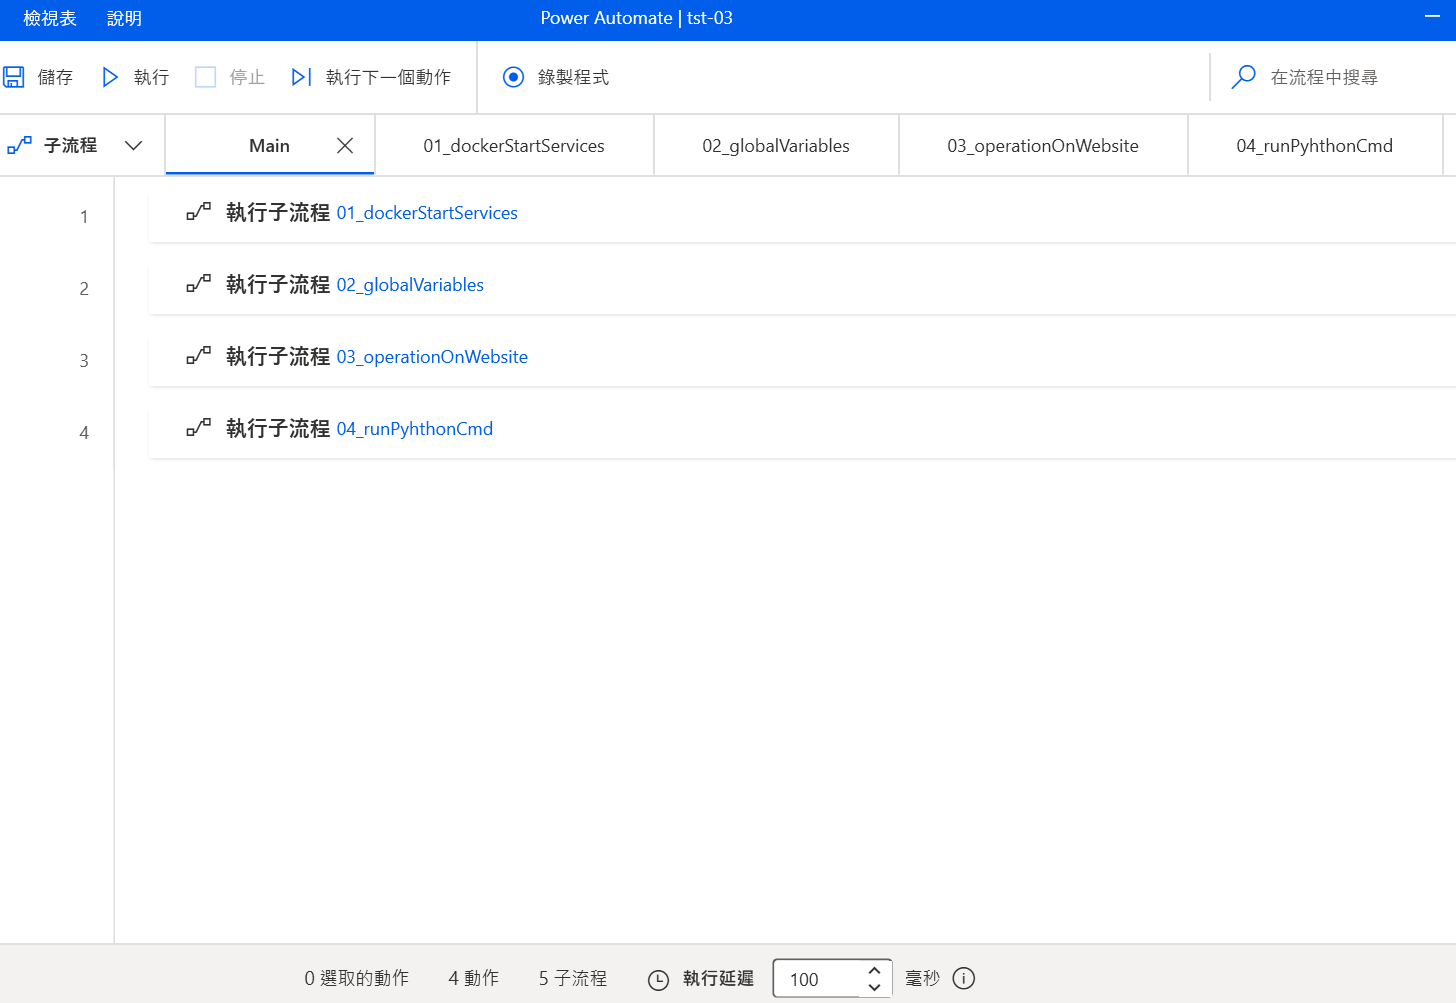 檢視表 說明 Power Automate | tst-03
儲存 執行 停止 執行下一個動作 錄製程式 在流程中搜尋
子流程 Main 01_dockerStartServices 02_globalVariables 03_operationOnWebsite 04_runPyhthonCmd
1 執行子流程 01_dockerStartServices
2 執行子流程 02_globalVariables
3 執行子流程 03_operationOnWebsite
4 執行子流程 04_runPyhthonCmd
0 選取的動作 4 動作 5 子流程 執行延遲 100 毫秒